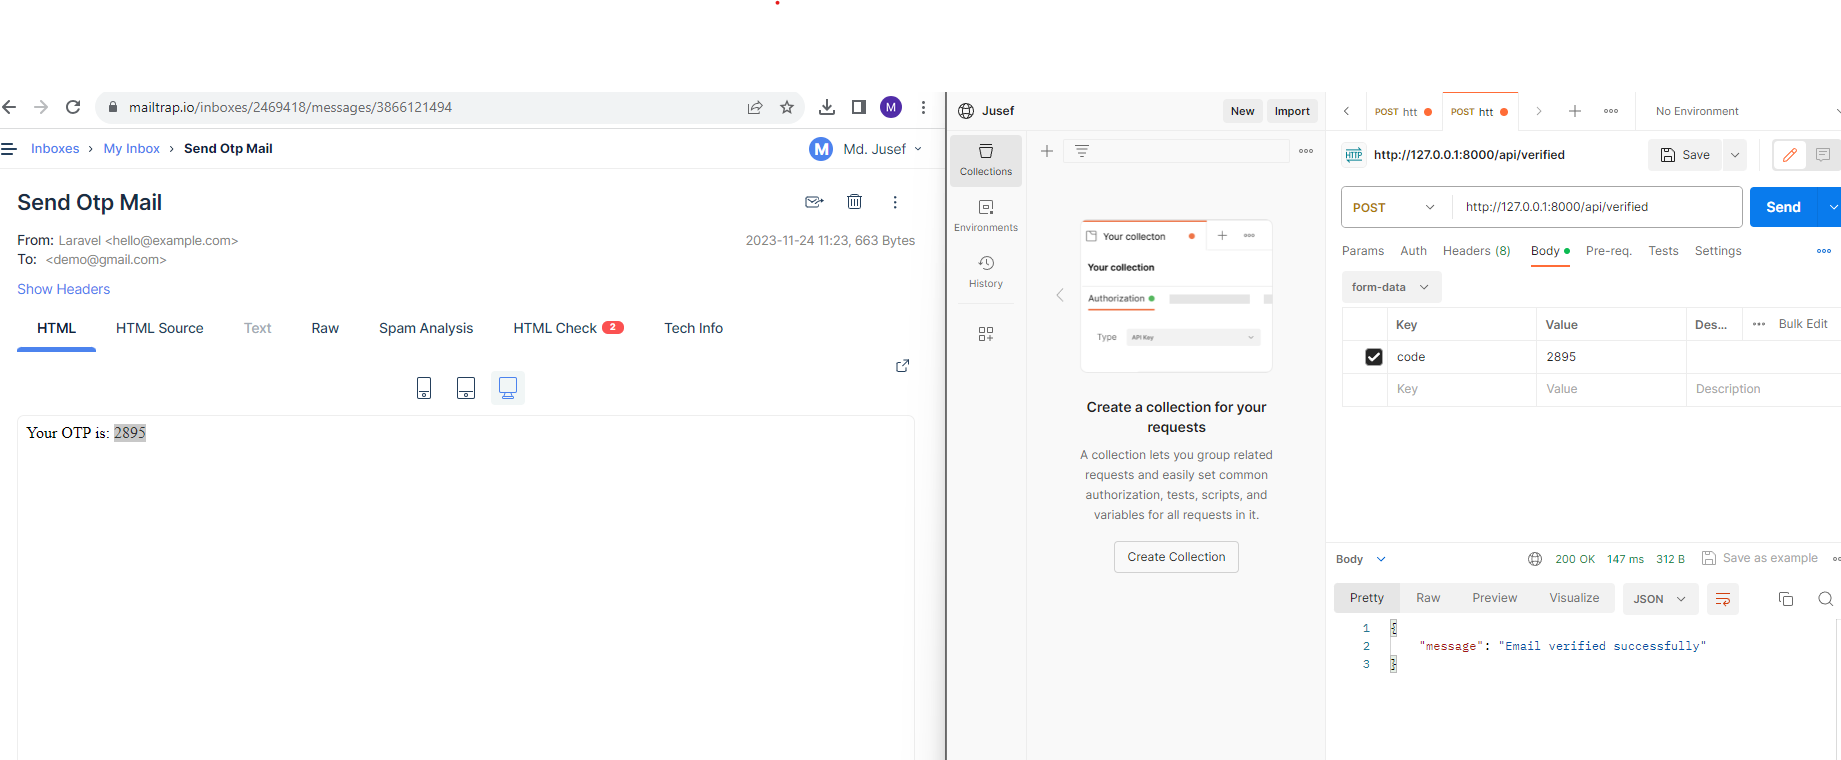 mailtrap.io/inboxes/2469418/messages/3866121494
M
Inboxes › My Inbox › Send Otp Mail
M Md. Jusef
Send Otp Mail
From: Laravel <hello@example.com>
2023-11-24 11:23, 663 Bytes
To: <demo@gmail.com>
Show Headers
HTML HTML Source Text Raw Spam Analysis HTML Check 2 Tech Info
Your OTP is: 2895
Jusef
New Import
Collections
Environments
History
Your collecton
Your collection
Authorization
Type API Key
Create a collection for your
requests
A collection lets you group related
requests and easily set common
authorization, tests, scripts, and
variables for all requests in it.
Create Collection
POST htt POST htt No Environment
HTTP http://127.0.0.1:8000/api/verified Save
POST http://127.0.0.1:8000/api/verified Send
Params Auth Headers (8) Body Pre-req. Tests Settings
form-data
Key Value Des... Bulk Edit
code 2895
Key Value Description
Body 200 OK 147 ms 312 B Save as example
Pretty Raw Preview Visualize JSON
1 {
2 "message": "Email verified successfully"
3 }